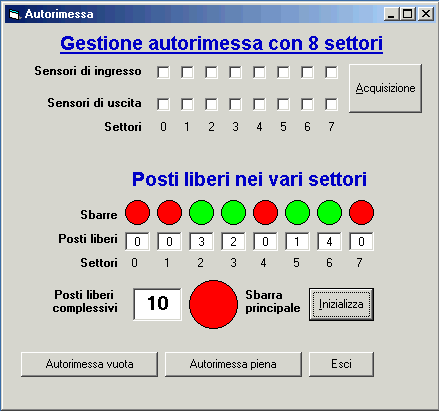 Autorimessa
Gestione autorimessa con 8 settori
Sensori di ingresso
Acquisizione
Sensori di uscita
Settori 0 1 2 3 4 5 6 7
Posti liberi nei vari settori
Sbarre
Posti liberi 0 0 3 2 0 1 4 0
Settori 0 1 2 3 4 5 6 7
Posti liberi
complessivi
10
Sbarra
principale
Inizializza
Autorimessa vuota Autorimessa piena Esci